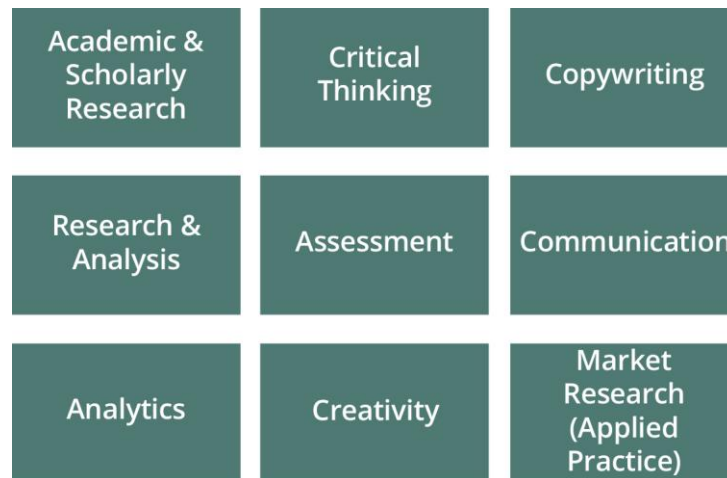 Academic &
Scholarly
Research
Critical
Thinking
Copywriting
Research &
Analysis
Assessment
Communication
Analytics
Creativity
Market
Research
(Applied
Practice)